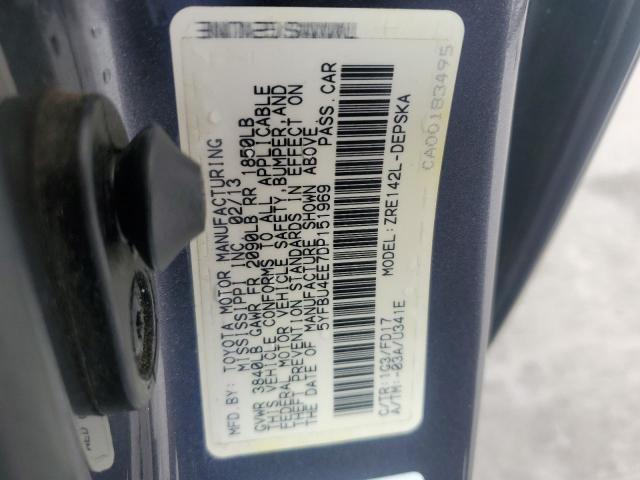 MFD. BY: TOYOTA MOTOR MANUFACTURING
MISSISSIPPI INC. 02/13
GVWR 3840LB GAWR FR 2090LB RR 1850LB
THIS VEHICLE CONFORMS TO ALL APPLICABLE
FEDERAL MOTOR VEHICLE SAFETY, BUMPER, AND
THEFT PREVENTION STANDARDS IN EFFECT ON
THE DATE OF MANUFACTURE SHOWN ABOVE.
5YFBU4EE7DP151969 PASS. CAR
MODEL: ZRE142L-DEPSKA
C/TR: 1G3/FD17
A/TM: -03A/U341E
CA00183495